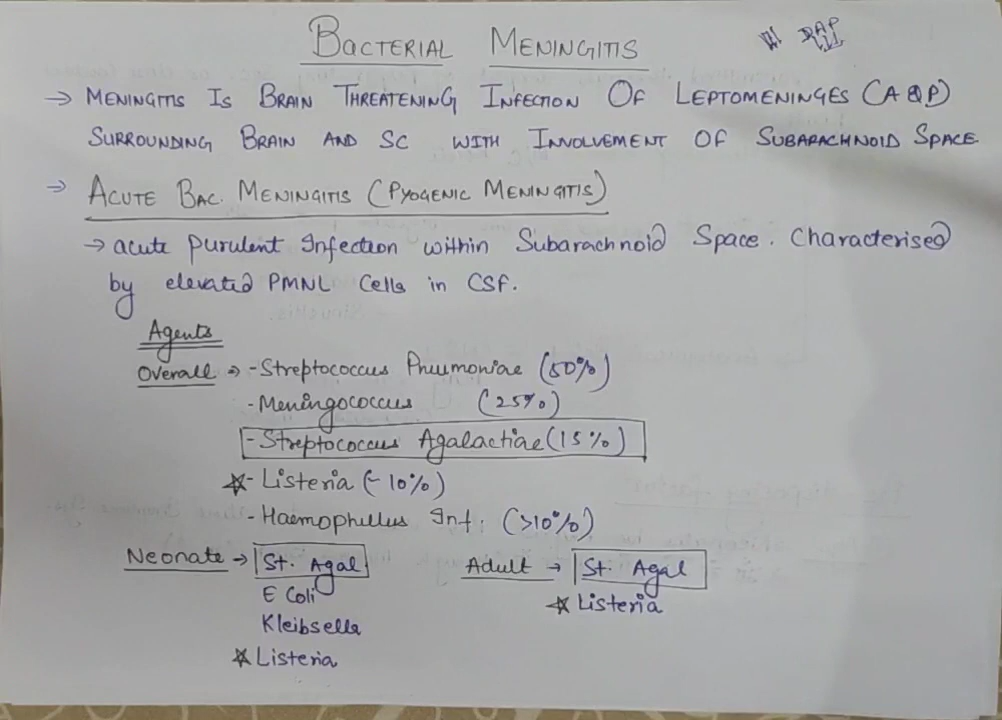 BACTERIAL MENINGITIS
→ MENINGITIS IS BRAIN THREATENING INFECTION OF LEPTOMENINGES (A & P)
SURROUNDING BRAIN AND SC WITH INVOLVEMENT OF SUBARACHNOID SPACE.
→ ACUTE BAC. MENINGITIS (PYOGENIC MENINGITIS)
→ acute purulent Infection within Subarachnoid Space. Characterised
by elevated PMNL Cells in CSF.
Agents
Overall → - Streptococcus Pnumoniae (50%)
- Meningococcus (25%)
- Streptococcus Agalactiae (15%)
☆ - Listeria (~10%)
- Haemophillus Inf. (>10%)
Neonate → St. Agal
E Coli
Kleibsella
☆ Listeria
Adult → St. Agal
☆ Listeria